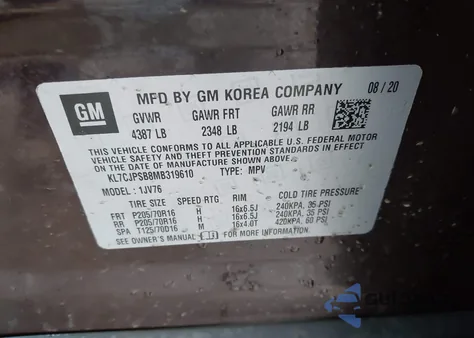 GM
MFD BY GM KOREA COMPANY 08/20
GVWR GAWR FRT GAWR RR
4387 LB 2348 LB 2194 LB
THIS VEHICLE CONFORMS TO ALL APPLICABLE U.S. FEDERAL MOTOR
VEHICLE SAFETY, BUMPER, AND THEFT PREVENTION STANDARDS IN
EFFECT ON THE DATE OF MANUFACTURE SHOWN ABOVE.
KL7CJPSB8MB319610 TYPE: MPV
MODEL: 1JV76
TIRE SIZE SPEED RTG RIM COLD TIRE PRESSURE
FRT P205/70R16 H 16x6.5J 240KPA, 35 PSI
RR P205/70R16 H 16x6.5J 240KPA, 35 PSI
SPA T125/70D16 M 16x4.0T 420KPA, 60 PSI
SEE OWNER'S MANUAL FOR MORE INFORMATION